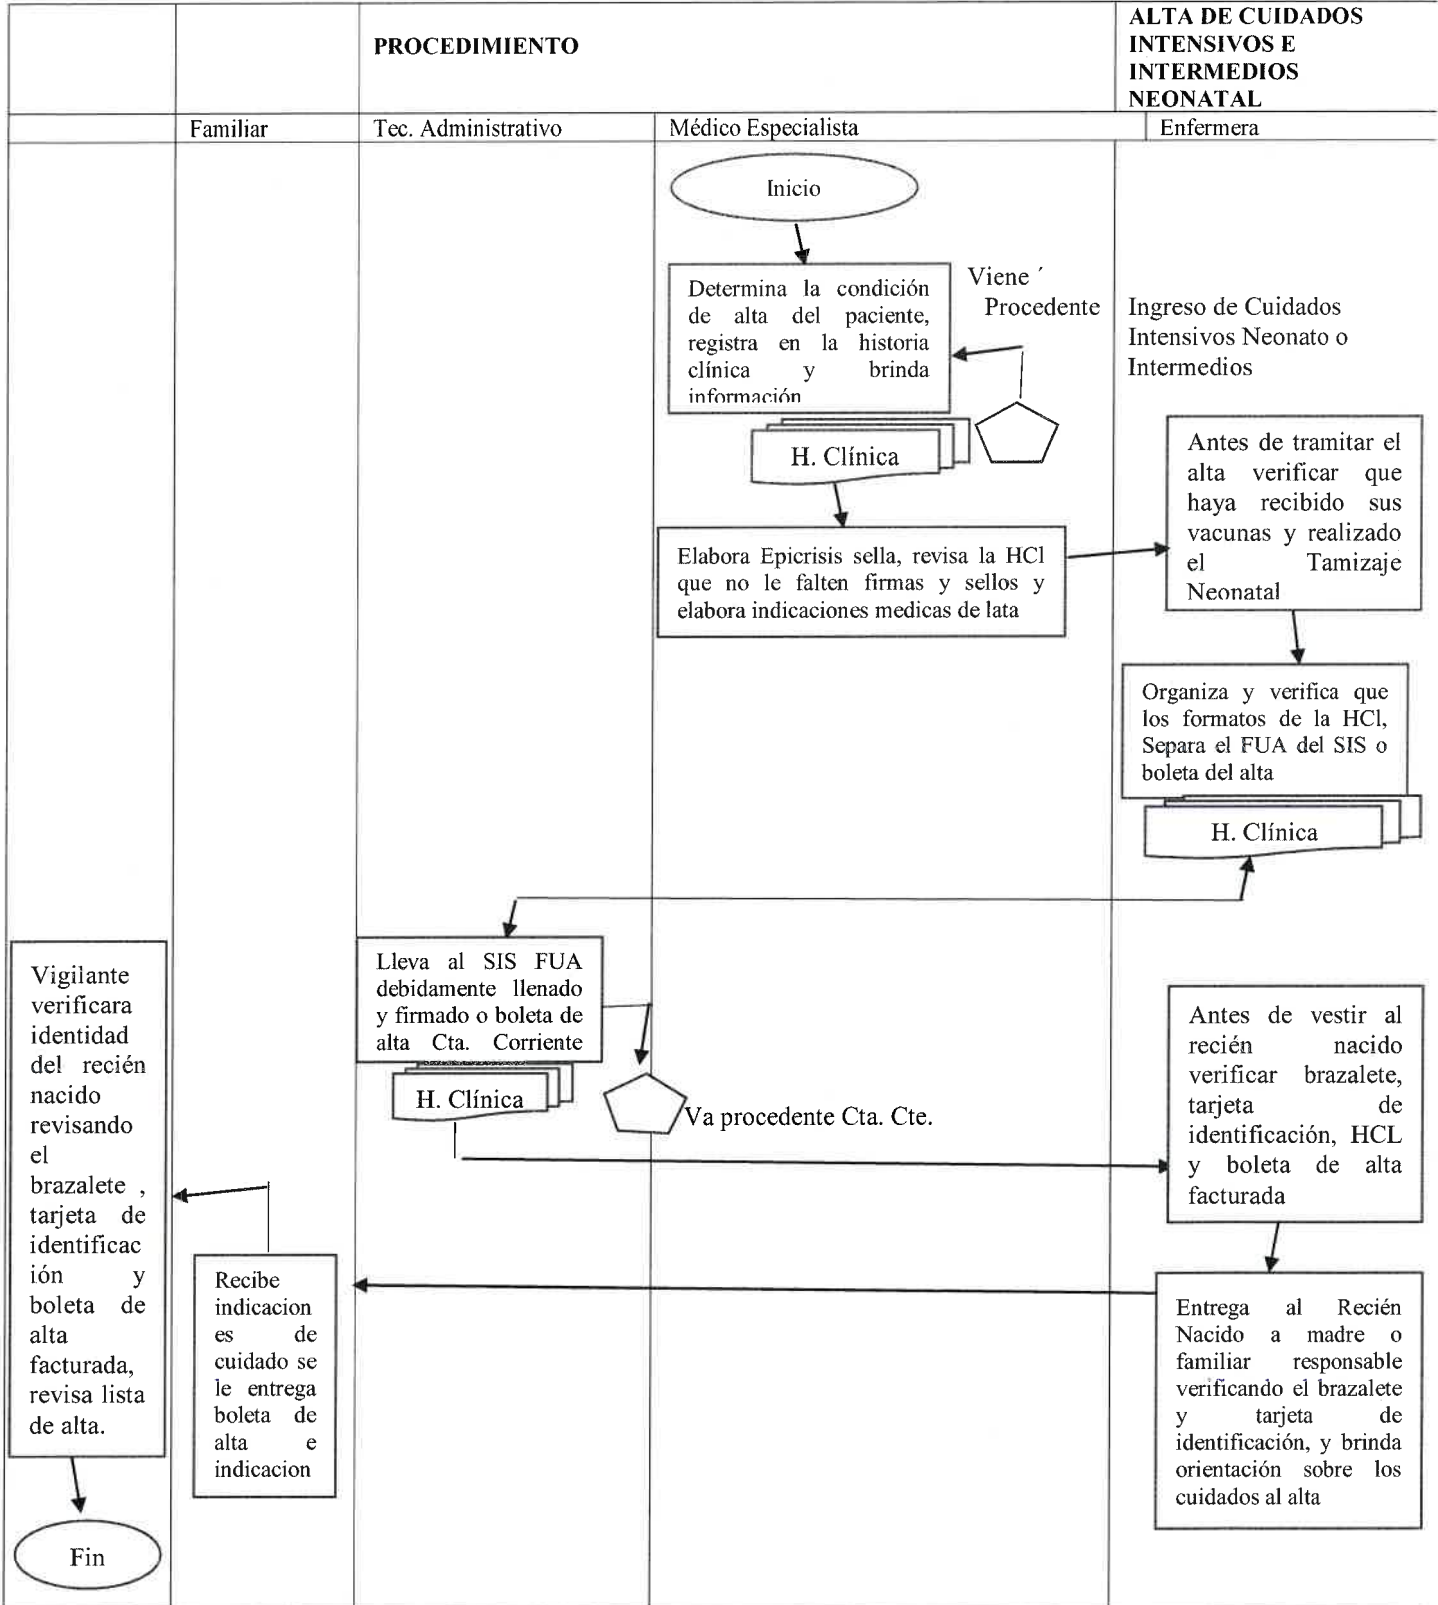 PROCEDIMIENTO
ALTA DE CUIDADOS
INTENSIVOS E
INTERMEDIOS
NEONATAL
Familiar
Tec. Administrativo
Médico Especialista
Enfermera
Inicio
Determina la condición
de alta del paciente,
registra en la historia
clínica y brinda
información
Viene ´
Procedente
Ingreso de Cuidados
Intensivos Neonato o
Intermedios
H. Clínica
Elabora Epicrisis sella, revisa la HCl
que no le falten firmas y sellos y
elabora indicaciones medicas de lata
Antes de tramitar el
alta verificar que
haya recibido sus
vacunas y realizado
el Tamizaje
Neonatal
Organiza y verifica que
los formatos de la HCl,
Separa el FUA del SIS o
boleta del alta
H. Clínica
Lleva al SIS FUA
debidamente llenado
y firmado o boleta de
alta Cta. Corriente
H. Clínica
Va procedente Cta. Cte.
Antes de vestir al
recién nacido
verificar brazalete,
tarjeta de
identificación, HCL
y boleta de alta
facturada
Entrega al Recién
Nacido a madre o
familiar responsable
verificando el brazalete
y tarjeta de
identificación, y brinda
orientación sobre los
cuidados al alta
Recibe
indicacion
es de
cuidado se
le entrega
boleta de
alta e
indicacion
Vigilante
verificara
identidad
del recién
nacido
revisando
el
brazalete ,
tarjeta de
identificac
ión y
boleta de
alta
facturada,
revisa lista
de alta.
Fin